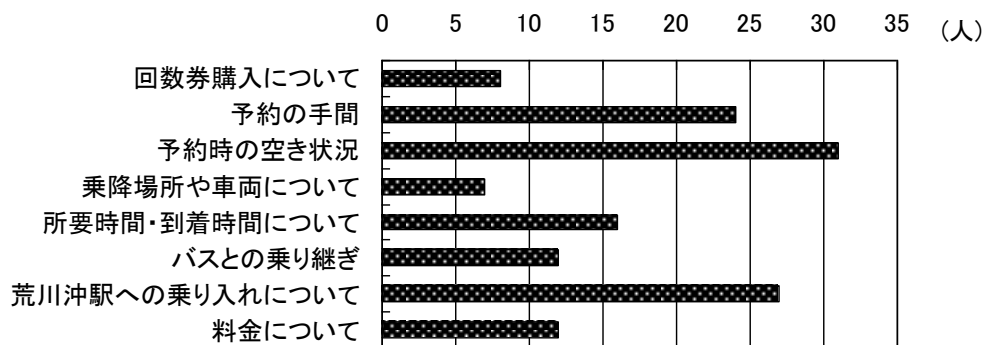 0 5 10 15 20 25 30 35 (人)
回数券購入について
予約の手間
予約時の空き状況
乗降場所や車両について
所要時間・到着時間について
バスとの乗り継ぎ
荒川沖駅への乗り入れについて
料金について